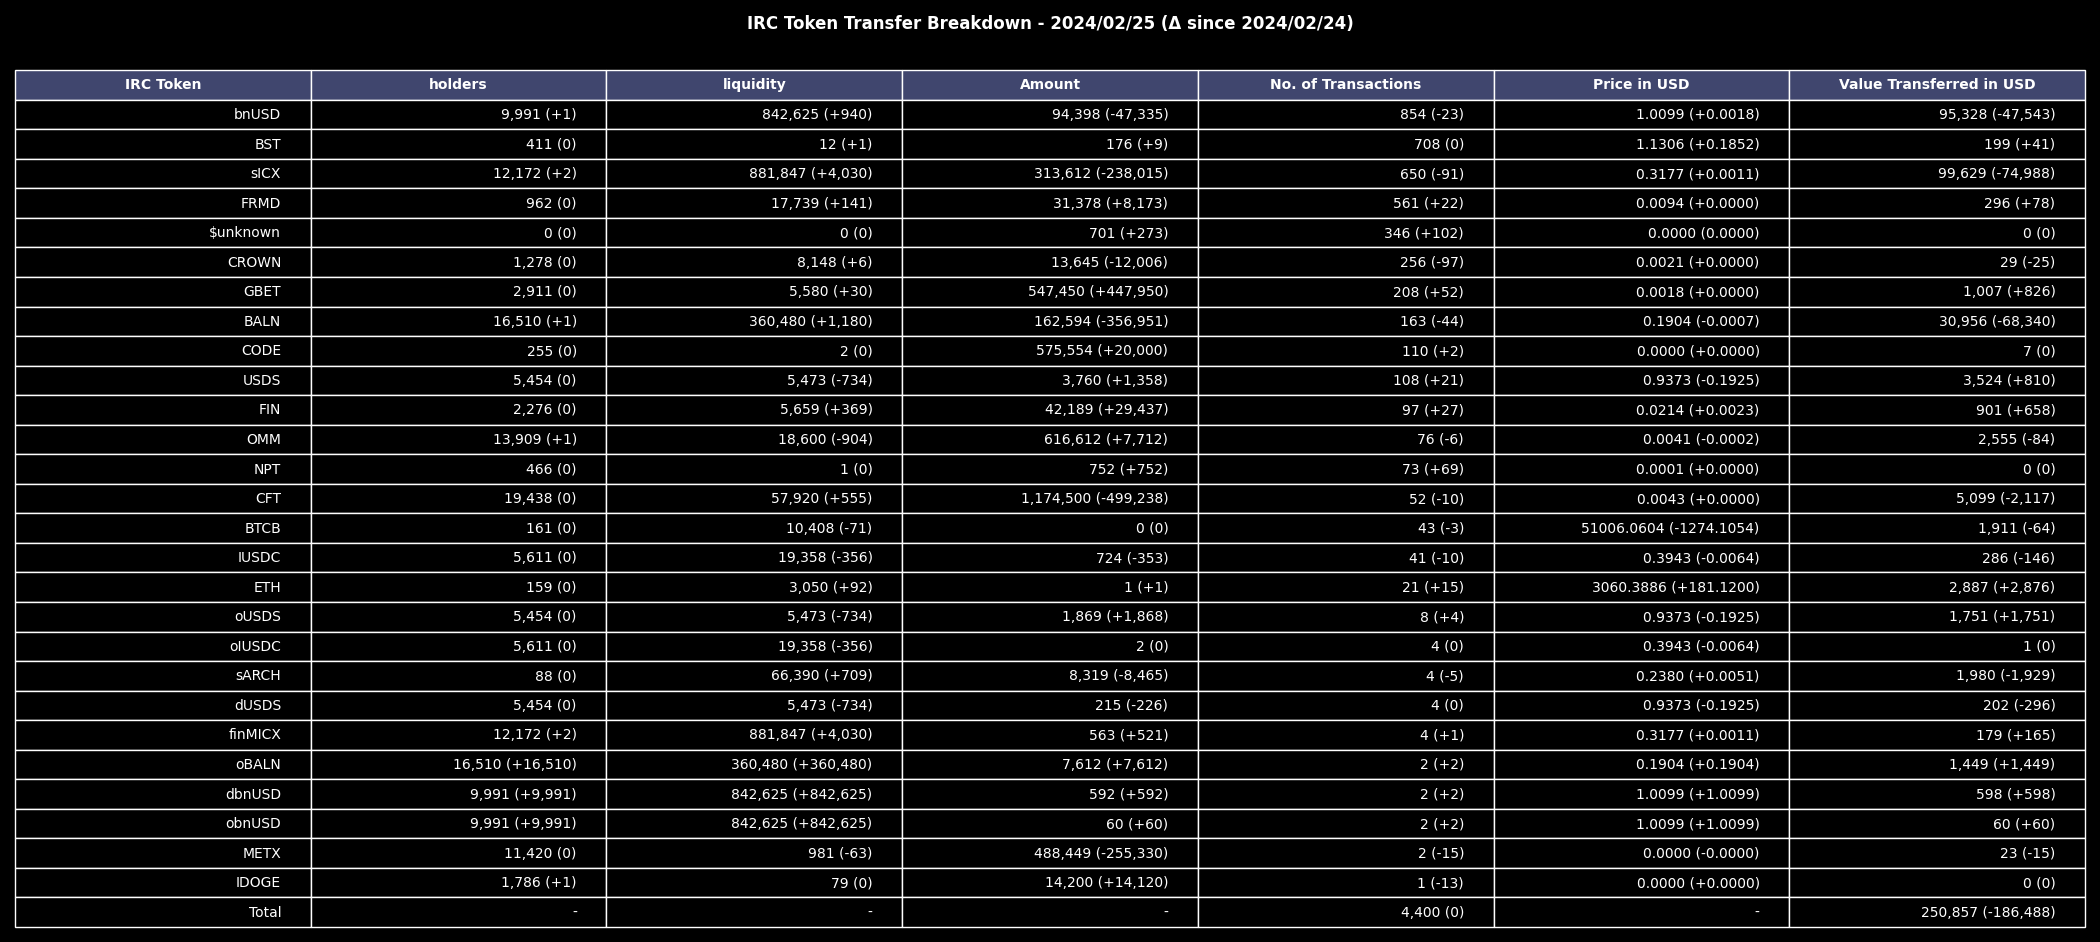 IRC Token Transfer Breakdown - 2024/02/25 (Δ since 2024/02/24)
IRC Token holders liquidity Amount No. of Transactions Price in USD Value Transferred in USD
bnUSD 9,991 (+1) 842,625 (+940) 94,398 (-47,335) 854 (-23) 1.0099 (+0.0018) 95,328 (-47,543)
BST 411 (0) 12 (+1) 176 (+9) 708 (0) 1.1306 (+0.1852) 199 (+41)
sICX 12,172 (+2) 881,847 (+4,030) 313,612 (-238,015) 650 (-91) 0.3177 (+0.0011) 99,629 (-74,988)
FRMD 962 (0) 17,739 (+141) 31,378 (+8,173) 561 (+22) 0.0094 (+0.0000) 296 (+78)
$unknown 0 (0) 0 (0) 701 (+273) 346 (+102) 0.0000 (0.0000) 0 (0)
CROWN 1,278 (0) 8,148 (+6) 13,645 (-12,006) 256 (-97) 0.0021 (+0.0000) 29 (-25)
GBET 2,911 (0) 5,580 (+30) 547,450 (+447,950) 208 (+52) 0.0018 (+0.0000) 1,007 (+826)
BALN 16,510 (+1) 360,480 (+1,180) 162,594 (-356,951) 163 (-44) 0.1904 (-0.0007) 30,956 (-68,340)
CODE 255 (0) 2 (0) 575,554 (+20,000) 110 (+2) 0.0000 (+0.0000) 7 (0)
USDS 5,454 (0) 5,473 (-734) 3,760 (+1,358) 108 (+21) 0.9373 (-0.1925) 3,524 (+810)
FIN 2,276 (0) 5,659 (+369) 42,189 (+29,437) 97 (+27) 0.0214 (+0.0023) 901 (+658)
OMM 13,909 (+1) 18,600 (-904) 616,612 (+7,712) 76 (-6) 0.0041 (-0.0002) 2,555 (-84)
NPT 466 (0) 1 (0) 752 (+752) 73 (+69) 0.0001 (+0.0000) 0 (0)
CFT 19,438 (0) 57,920 (+555) 1,174,500 (-499,238) 52 (-10) 0.0043 (+0.0000) 5,099 (-2,117)
BTCB 161 (0) 10,408 (-71) 0 (0) 43 (-3) 51006.0604 (-1274.1054) 1,911 (-64)
IUSDC 5,611 (0) 19,358 (-356) 724 (-353) 41 (-10) 0.3943 (-0.0064) 286 (-146)
ETH 159 (0) 3,050 (+92) 1 (+1) 21 (+15) 3060.3886 (+181.1200) 2,887 (+2,876)
oUSDS 5,454 (0) 5,473 (-734) 1,869 (+1,868) 8 (+4) 0.9373 (-0.1925) 1,751 (+1,751)
oIUSDC 5,611 (0) 19,358 (-356) 2 (0) 4 (0) 0.3943 (-0.0064) 1 (0)
sARCH 88 (0) 66,390 (+709) 8,319 (-8,465) 4 (-5) 0.2380 (+0.0051) 1,980 (-1,929)
dUSDS 5,454 (0) 5,473 (-734) 215 (-226) 4 (0) 0.9373 (-0.1925) 202 (-296)
finMICX 12,172 (+2) 881,847 (+4,030) 563 (+521) 4 (+1) 0.3177 (+0.0011) 179 (+165)
oBALN 16,510 (+16,510) 360,480 (+360,480) 7,612 (+7,612) 2 (+2) 0.1904 (+0.1904) 1,449 (+1,449)
dbnUSD 9,991 (+9,991) 842,625 (+842,625) 592 (+592) 2 (+2) 1.0099 (+1.0099) 598 (+598)
obnUSD 9,991 (+9,991) 842,625 (+842,625) 60 (+60) 2 (+2) 1.0099 (+1.0099) 60 (+60)
METX 11,420 (0) 981 (-63) 488,449 (-255,330) 2 (-15) 0.0000 (-0.0000) 23 (-15)
IDOGE 1,786 (+1) 79 (0) 14,200 (+14,120) 1 (-13) 0.0000 (+0.0000) 0 (0)
Total - - - 4,400 (0) - 250,857 (-186,488)